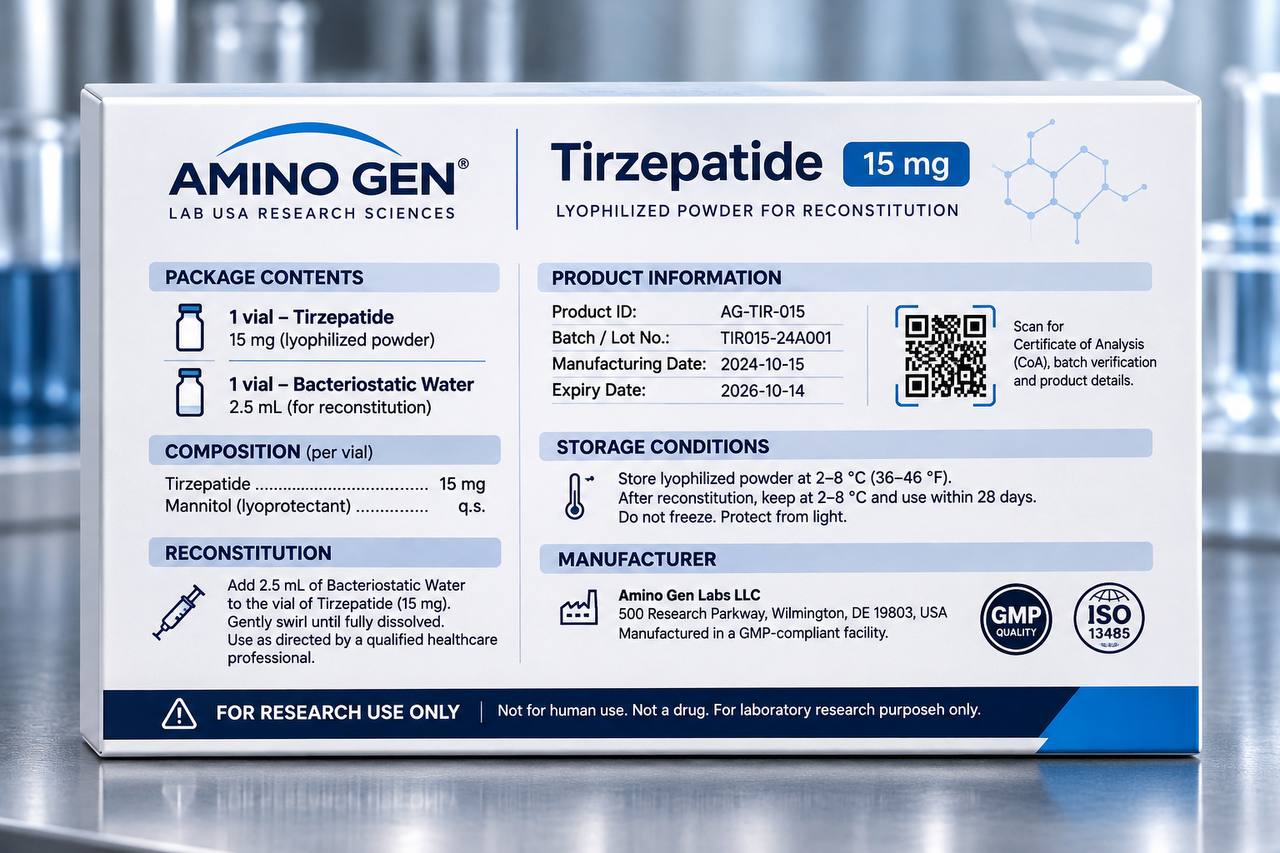 AMINO GEN®
LAB USA RESEARCH SCIENCES
Tirzepatide 15 mg
LYOPHILIZED POWDER FOR RECONSTITUTION
PACKAGE CONTENTS
1 vial – Tirzepatide
15 mg (lyophilized powder)
1 vial – Bacteriostatic Water
2.5 mL (for reconstitution)
COMPOSITION (per vial)
Tirzepatide .................................... 15 mg
Mannitol (lyoprotectant) ............... q.s.
RECONSTITUTION
Add 2.5 mL of Bacteriostatic Water
to the vial of Tirzepatide (15 mg).
Gently swirl until fully dissolved.
Use as directed by a qualified healthcare
professional.
PRODUCT INFORMATION
Product ID: AG-TIR-015
Batch / Lot No.: TIR015-24A001
Manufacturing Date: 2024-10-15
Expiry Date: 2026-10-14
Scan for
Certificate of Analysis
(CoA), batch verification
and product details.
STORAGE CONDITIONS
Store lyophilized powder at 2–8 °C (36–46 °F).
After reconstitution, keep at 2–8 °C and use within 28 days.
Do not freeze. Protect from light.
MANUFACTURER
Amino Gen Labs LLC
500 Research Parkway, Wilmington, DE 19803, USA
Manufactured in a GMP-compliant facility.
GMP
QUALITY
ISO
13485
FOR RESEARCH USE ONLY
Not for human use. Not a drug. For laboratory research purposeh only.